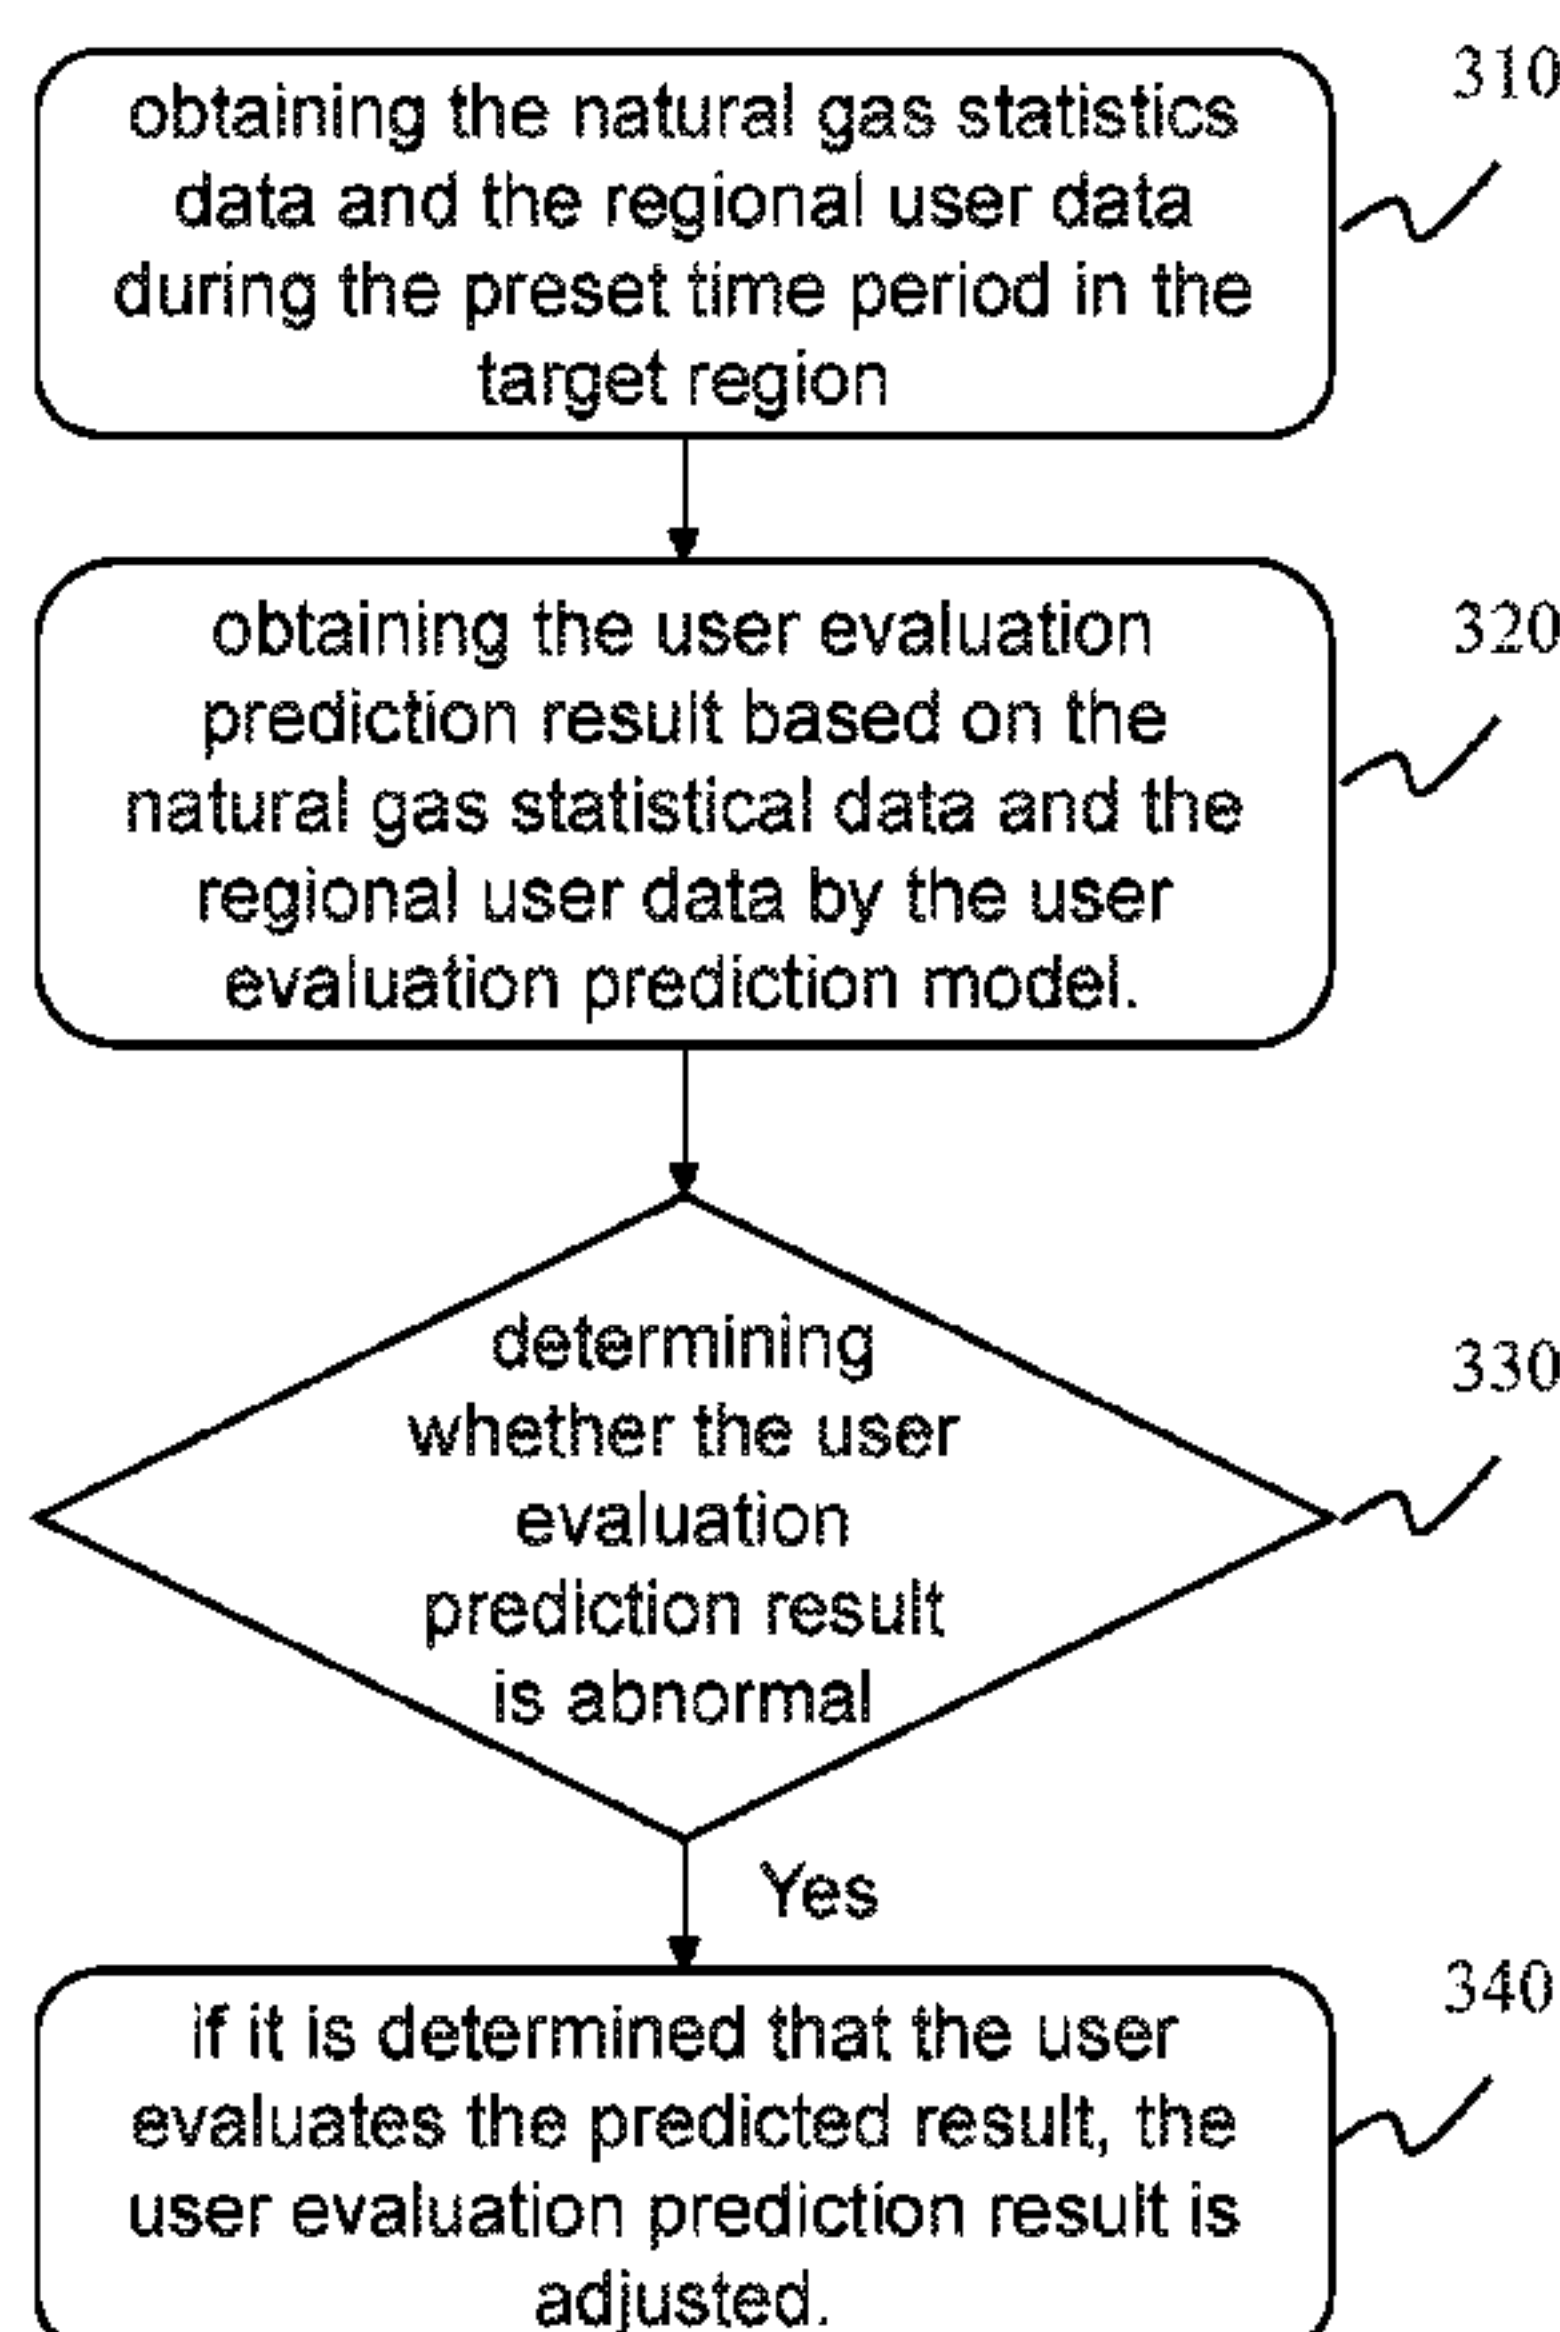 310
obtaining the natural gas statistics
data and the regional user data
during the preset time period in the
target region
320
obtaining the user evaluation
prediction result based on the
natural gas statistical data and the
regional user data by the user
evaluation prediction model.
330
determining
whether the user
evaluation
prediction result
is abnormal
Yes
340
if it is determined that the user
evaluates the predicted result, the
user evaluation prediction result is
adjusted.